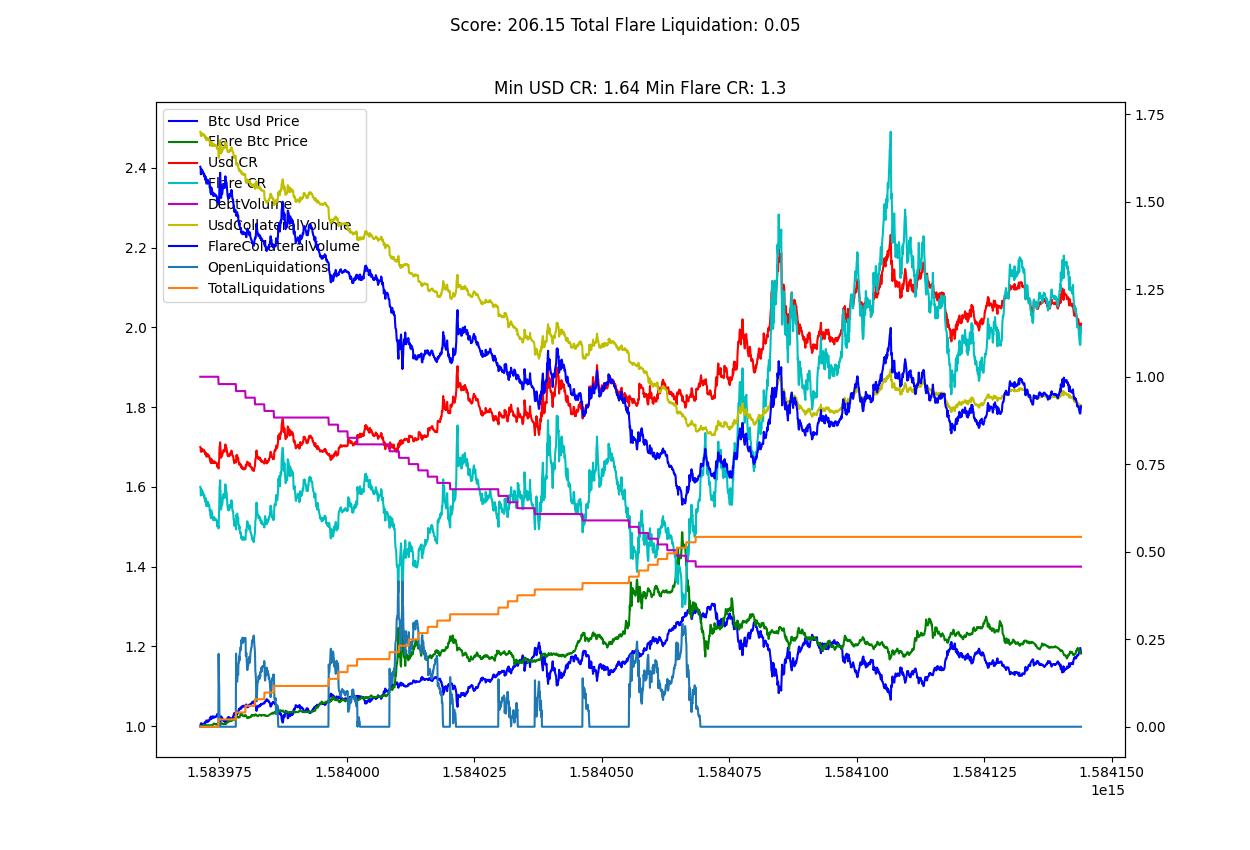 Score: 206.15 Total Flare Liquidation: 0.05
Min USD CR: 1.64 Min Flare CR: 1.3
Btc Usd Price
Flare Btc Price
Usd CR
Flare CR
DebtVolume
UsdCollateralVolume
FlareCollateralVolume
OpenLiquidations
TotalLiquidations
2.4
2.2
2.0
1.8
1.6
1.4
1.2
1.0
1.75
1.50
1.25
1.00
0.75
0.50
0.25
0.00
1.583975 1.584000 1.584025 1.584050 1.584075 1.584100 1.584125 1.584150
1e15